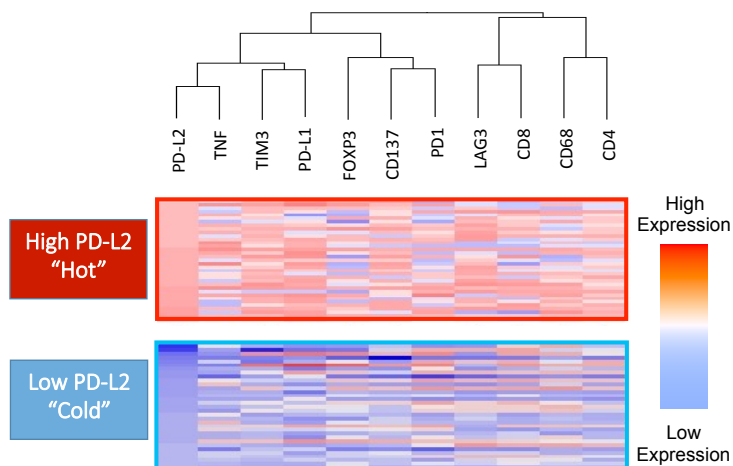 PD-L2
TNF
TIM3
PD-L1
FOXP3
CD137
PD1
LAG3
CD8
CD68
CD4
High PD-L2
“Hot”
High
Expression
Low PD-L2
“Cold”
Low
Expression